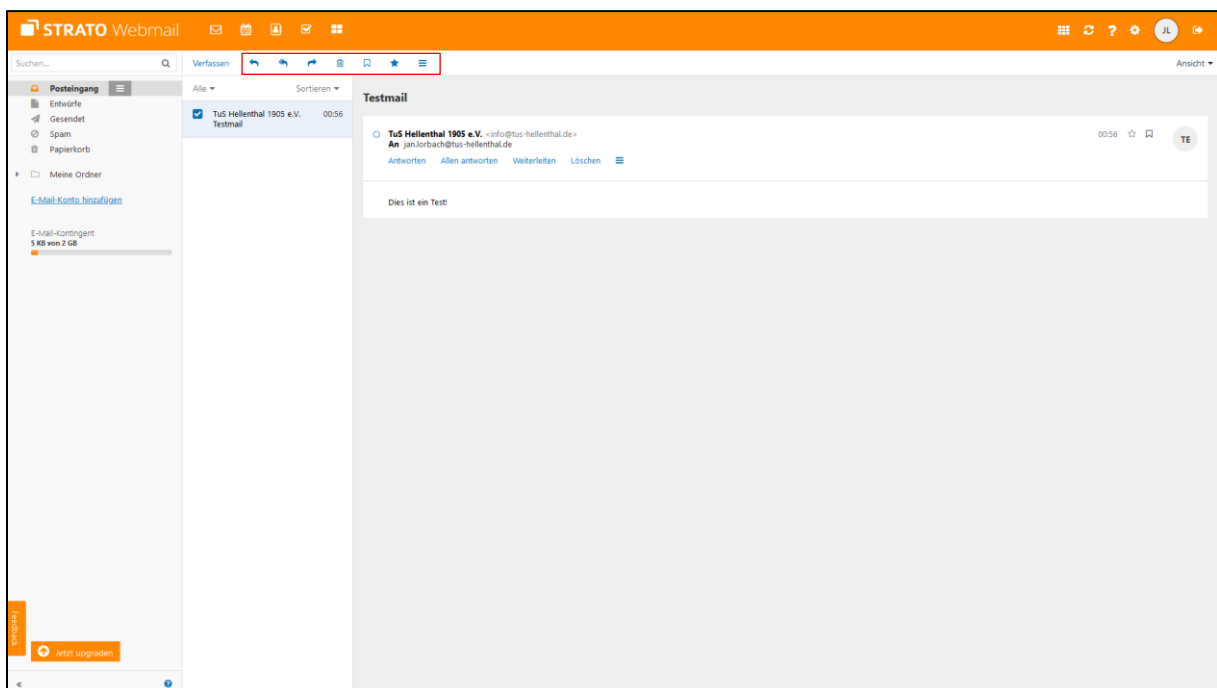 STRATO Webmail
JL
Suchen...
Verfassen
Ansicht
Posteingang
Entwürfe
Gesendet
Spam
Papierkorb
Meine Ordner
E-Mail-Konto hinzufügen
E-Mail-Kontingent
5 KB von 2 GB
Alle
Sortieren
TuS Hellenthal 1905 e.V. 00:56
Testmail
Testmail
TuS Hellenthal 1905 e.V. <info@tus-hellenthal.de> 00:56
TE
An jan.lorbach@tus-hellenthal.de
Antworten Allen antworten Weiterleiten Löschen
Dies ist ein Test!
Feedback
Jetzt upgraden